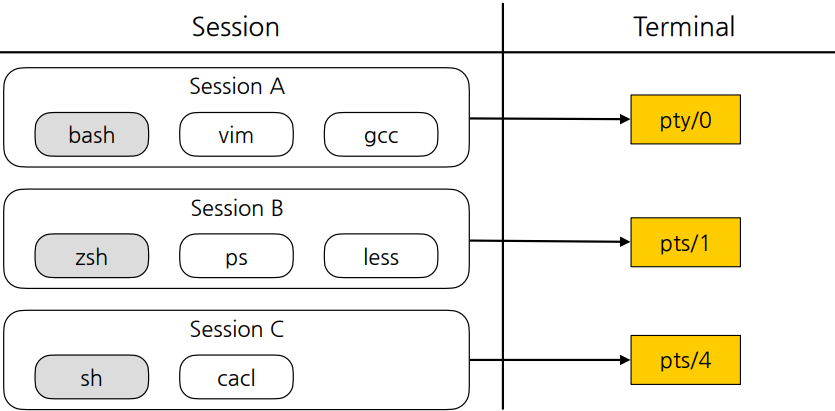 Session Terminal
Session A
bash vim gcc pty/0
Session B
zsh ps less pts/1
Session C
sh cacl pts/4